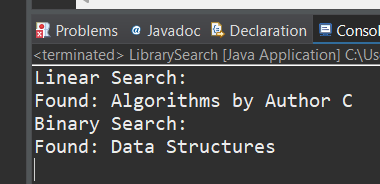 Problems @ Javadoc Declaration Conso
<terminated> LibrarySearch [Java Application] C:\Us
Linear Search:
Found: Algorithms by Author C
Binary Search:
Found: Data Structures